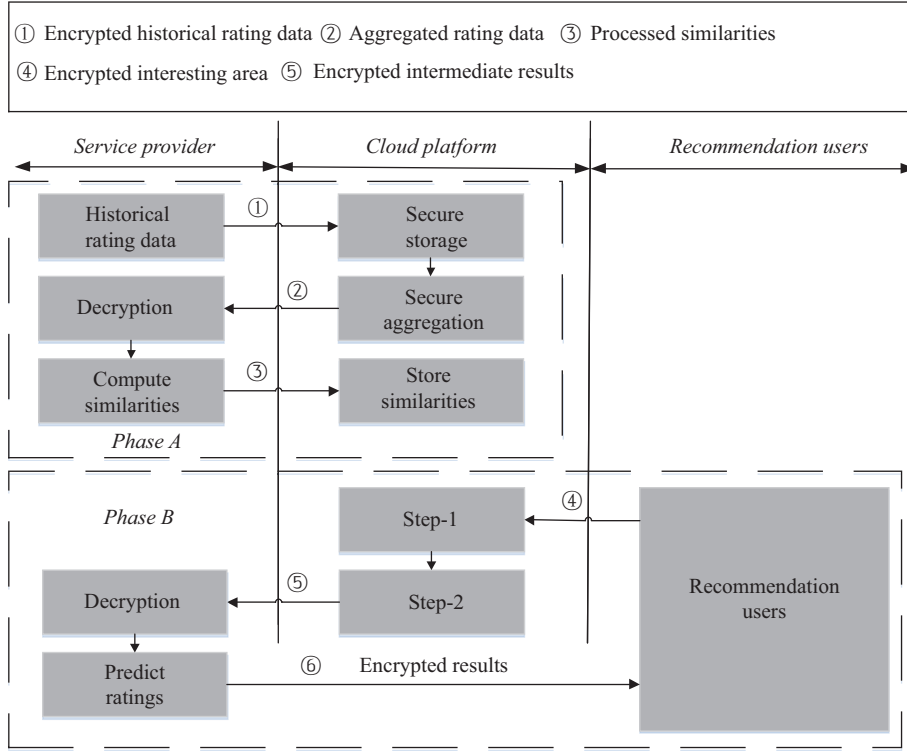 ① Encrypted historical rating data ② Aggregated rating data ③ Processed similarities
④ Encrypted interesting area ⑤ Encrypted intermediate results
Service provider
Cloud platform
Recommendation users
Historical
rating data
①
Secure
storage
Decryption
②
Secure
aggregation
Compute
similarities
③
Store
similarities
Phase A
Phase B
Step-1
④
Recommendation
users
Decryption
⑤
Step-2
Predict
ratings
⑥ Encrypted results